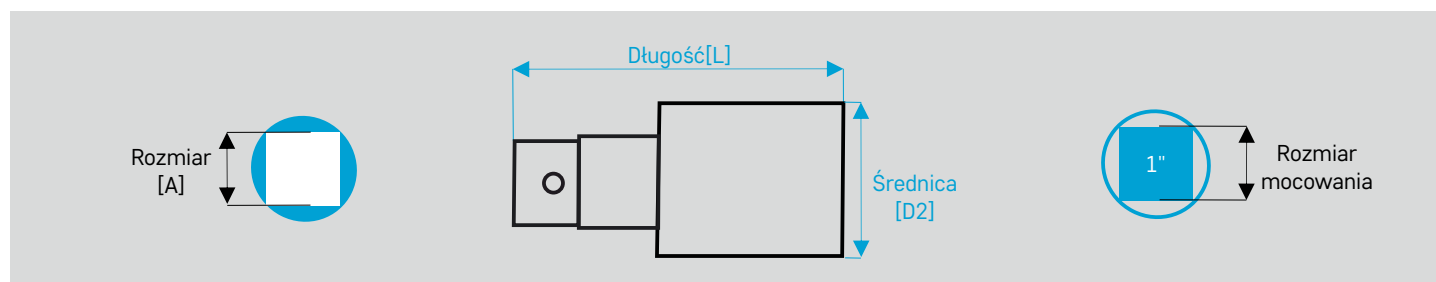 Długość[L]
Rozmiar
[A]
Średnica
[D2]
1"
Rozmiar
mocowania